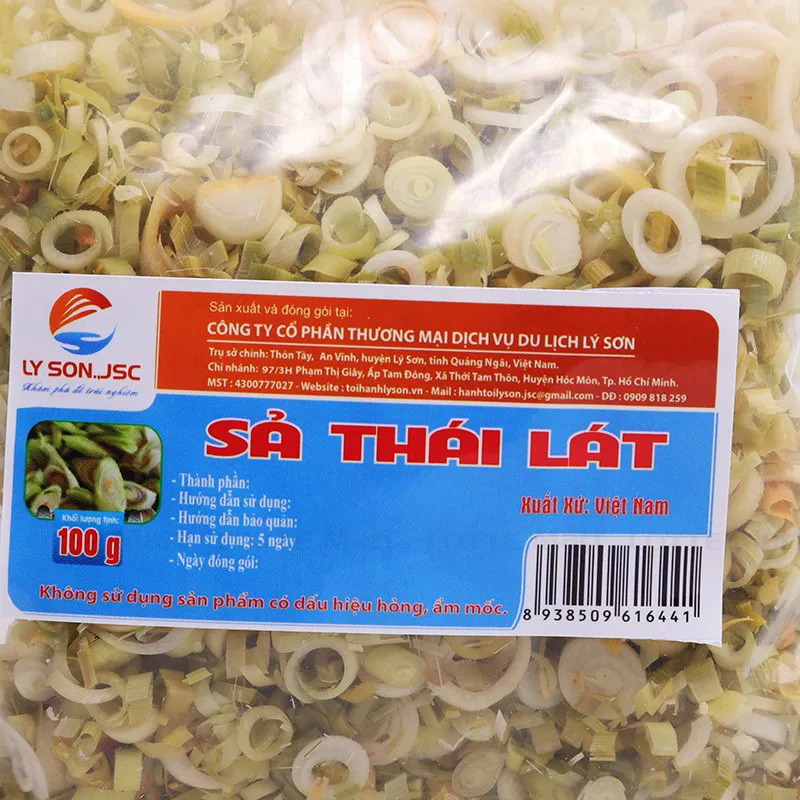 LY SON.,JSC
Khám phá để trải nghiệm
Sản xuất và đóng gói tại:
CÔNG TY CỔ PHẦN THƯƠNG MẠI DỊCH VỤ DU LỊCH LÝ SƠN
Trụ sở chính: Thôn Tây, An Vĩnh, huyện Lý Sơn, tỉnh Quảng Ngãi, Việt Nam.
Chi nhánh: 97/3H Phạm Thị Giây, Ấp Tam Đông, Xã Thới Tam Thôn, Huyện Hóc Môn, Tp. Hồ Chí Minh.
MST : 4300777027 - Website : toihanhlyson.vn - Mail : hanhtoilyson.jsc@gmail.com - DĐ : 0909 818 259
SẢ THÁI LÁT
- Thành phần:
- Hướng dẫn sử dụng:
- Hướng dẫn bảo quản:
- Hạn sử dụng: 5 ngày
- Ngày đóng gói:
Xuất Xứ: Việt Nam
Khối lượng tịnh:
100 g
Không sử dụng sản phẩm có dấu hiệu hỏng, ẩm mốc.
8 938509 616441